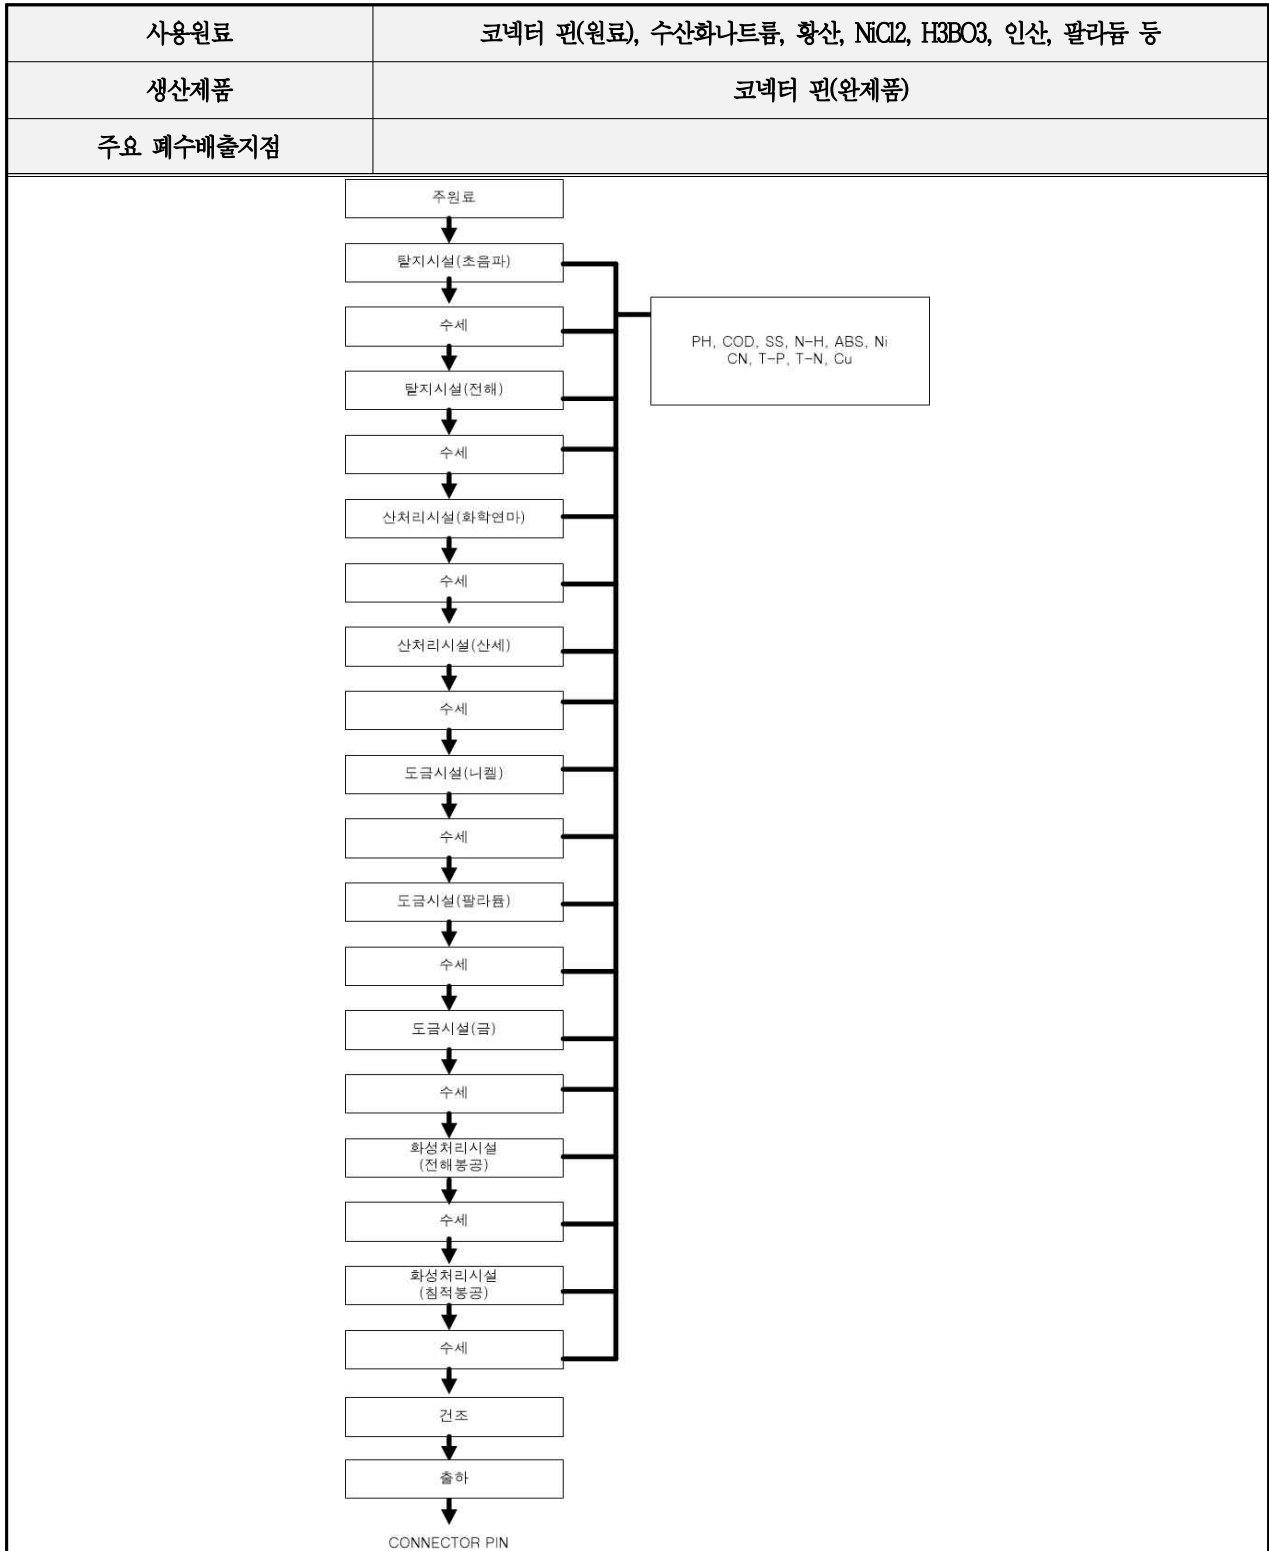 사용원료 코넥터 핀(원료), 수산화나트륨, 황산, NiCl2, H3BO3, 인산, 팔라듐 등
생산제품 코넥터 핀(완제품)
주요 폐수배출지점
주원료
탈지시설(초음파)
수세
PH, COD, SS, N-H, ABS, Ni
CN, T-P, T-N, Cu
탈지시설(전해)
수세
산처리시설(화학연마)
수세
산처리시설(산세)
수세
도금시설(니켈)
수세
도금시설(팔라듐)
수세
도금시설(금)
수세
화성처리시설
(전해봉공)
수세
화성처리시설
(침적봉공)
수세
건조
출하
CONNECTOR PIN